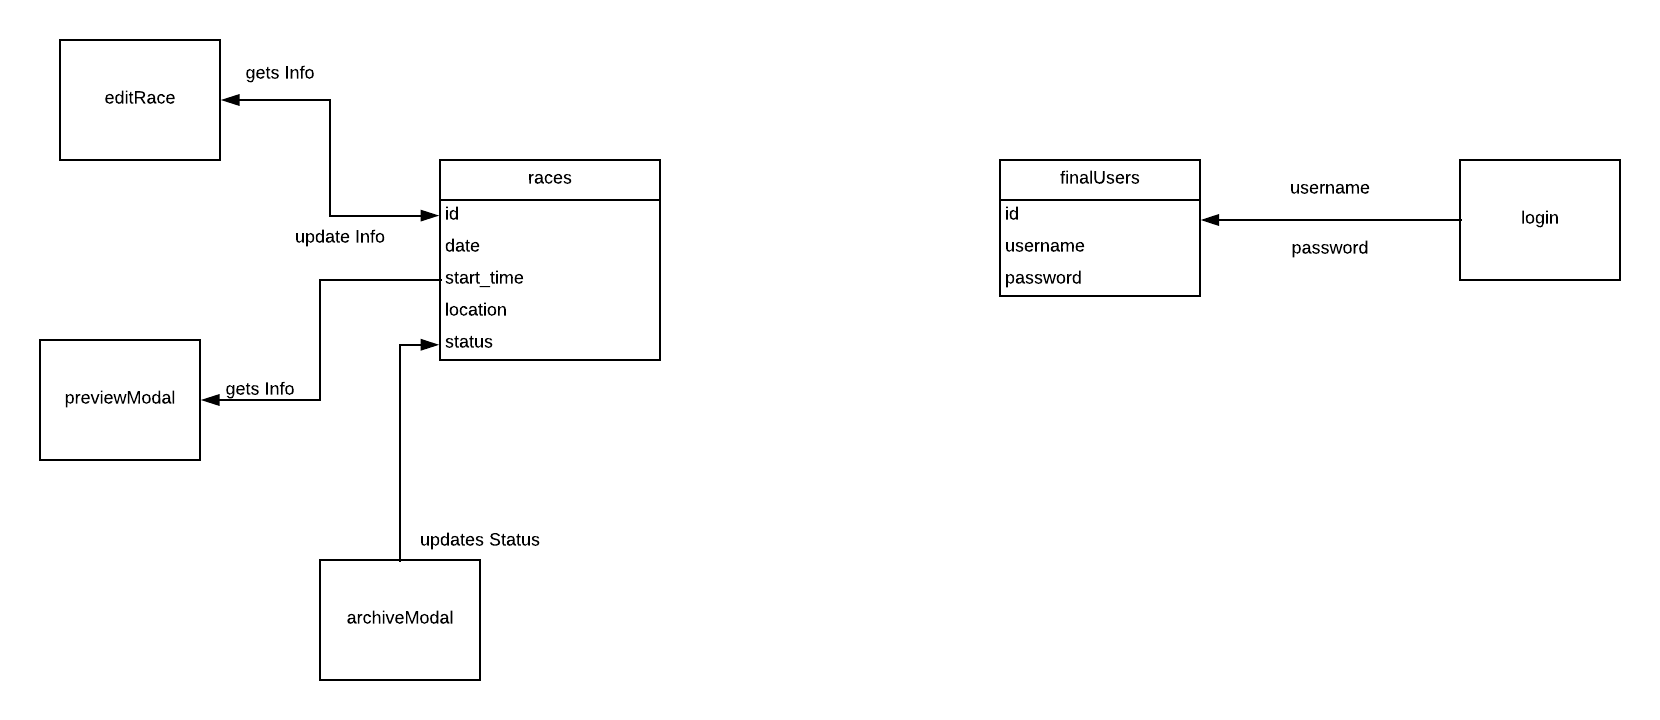 editRace
gets Info
update Info
races
id
date
start_time
location
status
previewModal
gets Info
updates Status
archiveModal
finalUsers
id
username
password
username
password
login